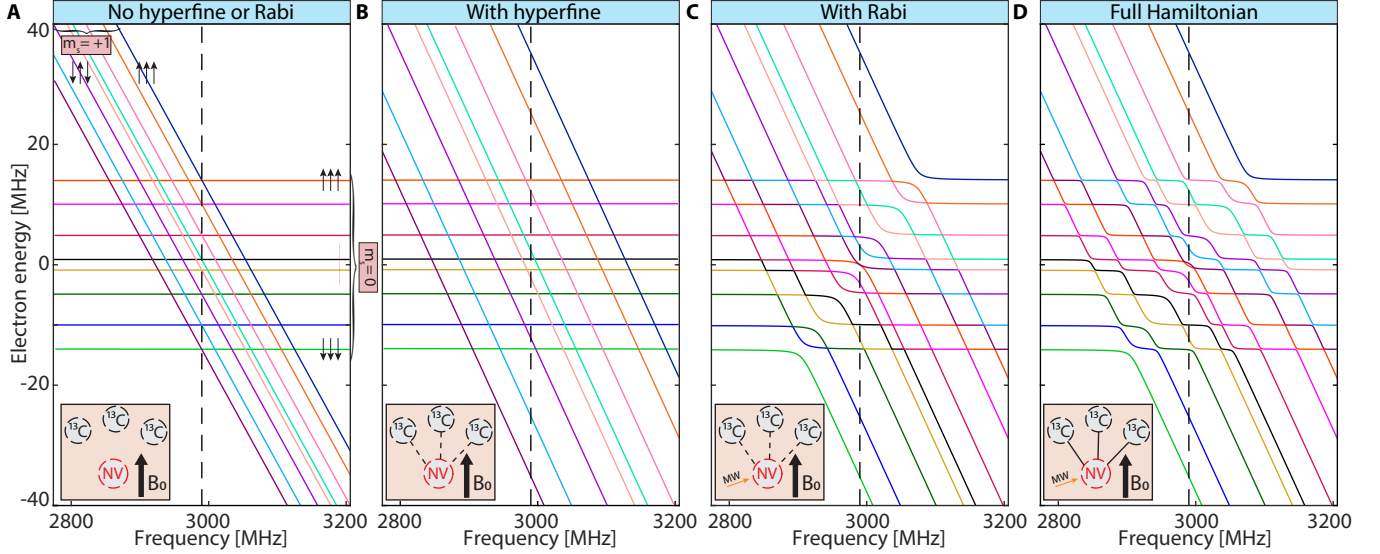 A No hyperfine or Rabi
B With hyperfine
C With Rabi
D Full Hamiltonian
Electron energy [MHz]
40
20
0
-20
-40
mₛ= +1
↓↑↓
↑↑↑
↑↑↑
mₛ=0
↓↓↓
¹³C
¹³C
¹³C
NV
B₀
¹³C
¹³C
¹³C
NV
B₀
¹³C
¹³C
¹³C
MW
NV
B₀
¹³C
¹³C
¹³C
MW
NV
B₀
2800 3000 3200
2800 3000 3200
2800 3000 3200
2800 3000 3200
Frequency [MHz]
Frequency [MHz]
Frequency [MHz]
Frequency [MHz]